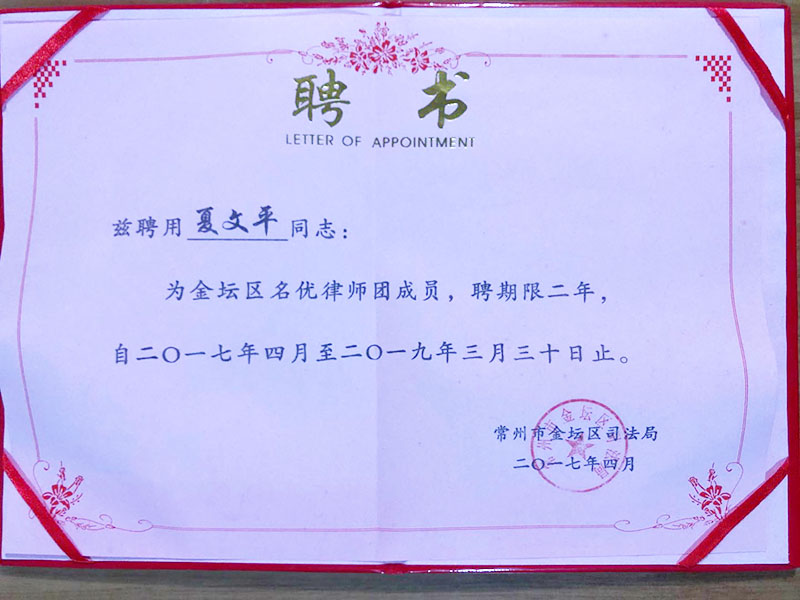 聘 书
LETTER OF APPOINTMENT
兹聘用夏文平同志：
为金坛区名优律师团成员，聘期限二年，
自二〇一七年四月至二〇一九年三月三十日止。
常州市金坛区司法局
二〇一七年四月